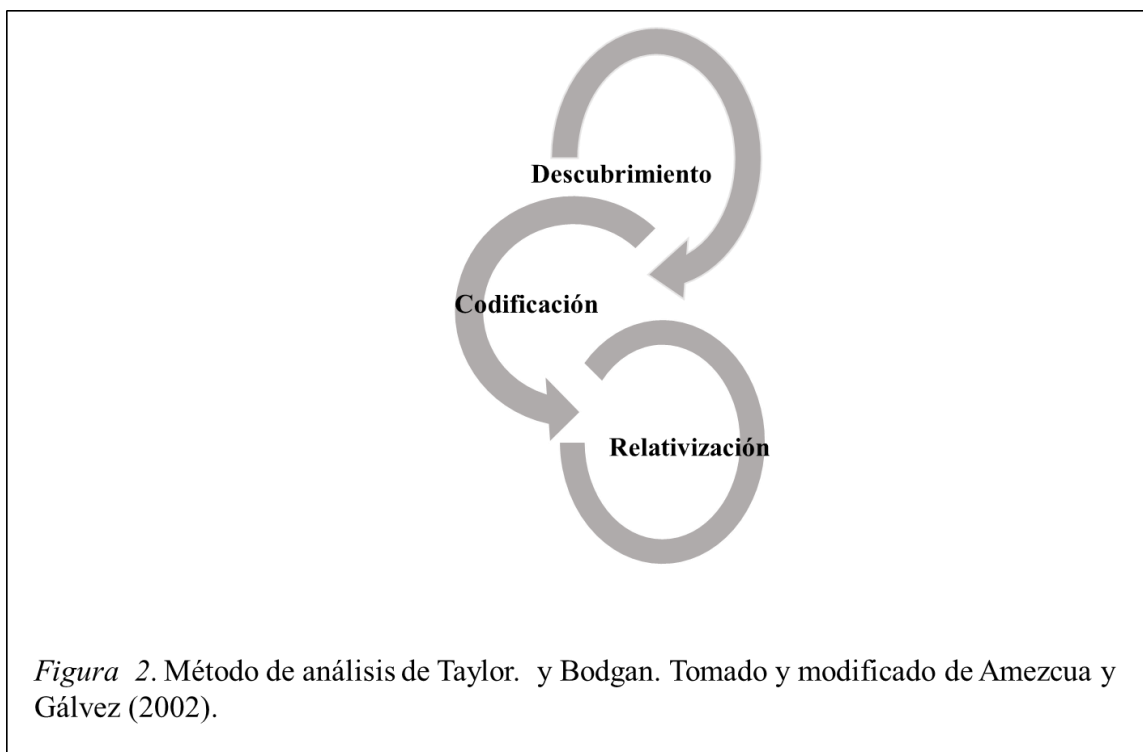 Descubrimiento
Codificación
Relativización
Figura 2. Método de análisis de Taylor. y Bodgan. Tomado y modificado de Amezcua y
Gálvez (2002).